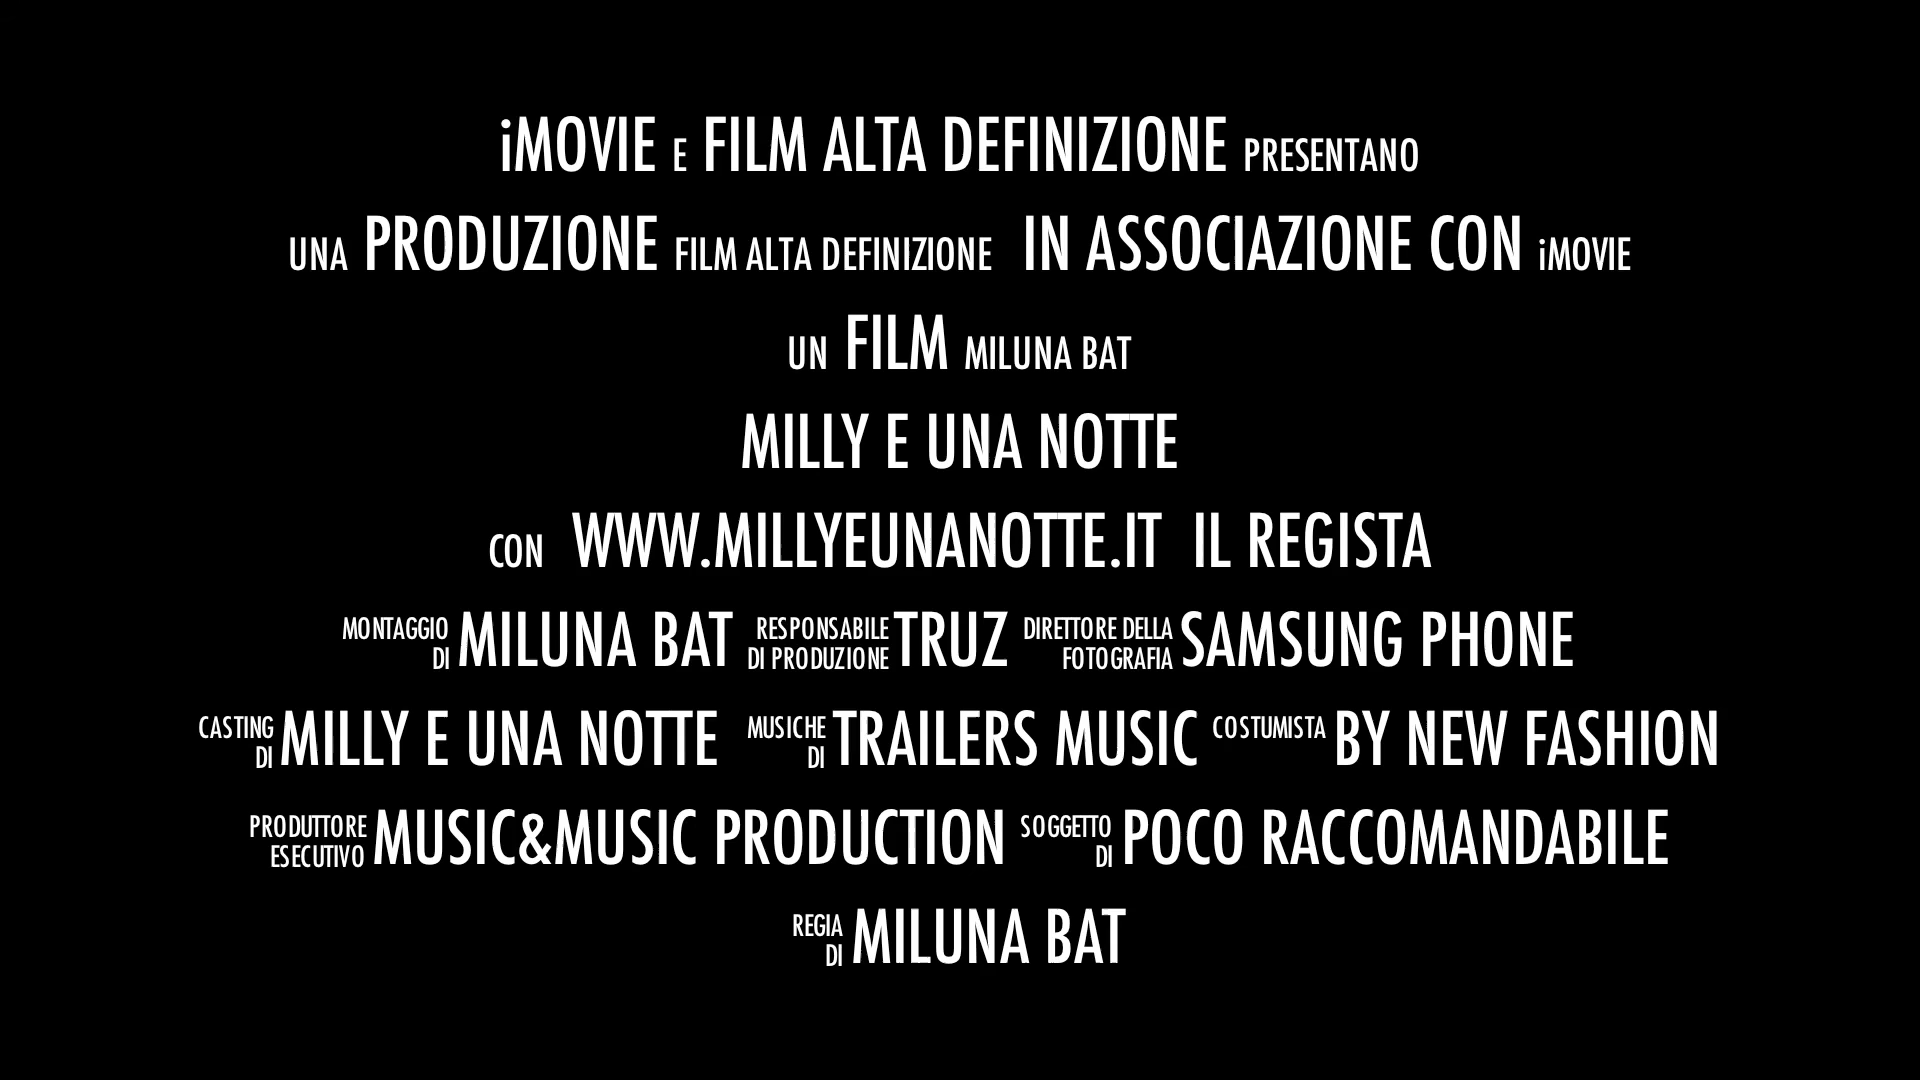 iMOVIE E FILM ALTA DEFINIZIONE PRESENTANO
UNA PRODUZIONE FILM ALTA DEFINIZIONE IN ASSOCIAZIONE CON iMOVIE
UN FILM MILUNA BAT
MILLY E UNA NOTTE
CON WWW.MILLYEUNANOTTE.IT IL REGISTA
MONTAGGIO DI MILUNA BAT RESPONSABILE DI PRODUZIONE TRUZ DIRETTORE DELLA FOTOGRAFIA SAMSUNG PHONE
CASTING DI MILLY E UNA NOTTE MUSICHE DI TRAILERS MUSIC COSTUMISTA BY NEW FASHION
PRODUTTORE ESECUTIVO MUSIC&MUSIC PRODUCTION SOGGETTO DI POCO RACCOMANDABILE
REGIA DI MILUNA BAT